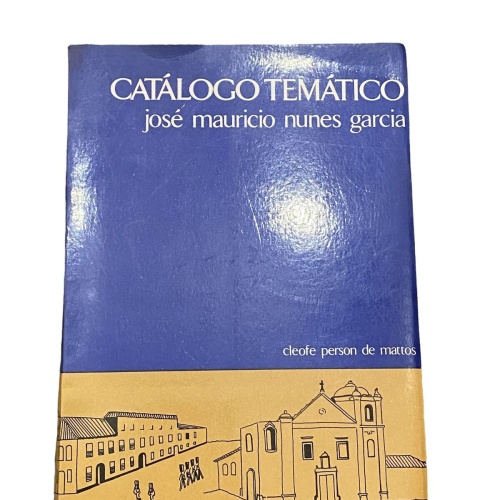 CATÁLOGO TEMÁTICO
josé mauricio nunes garcia
cleofe person de mattos